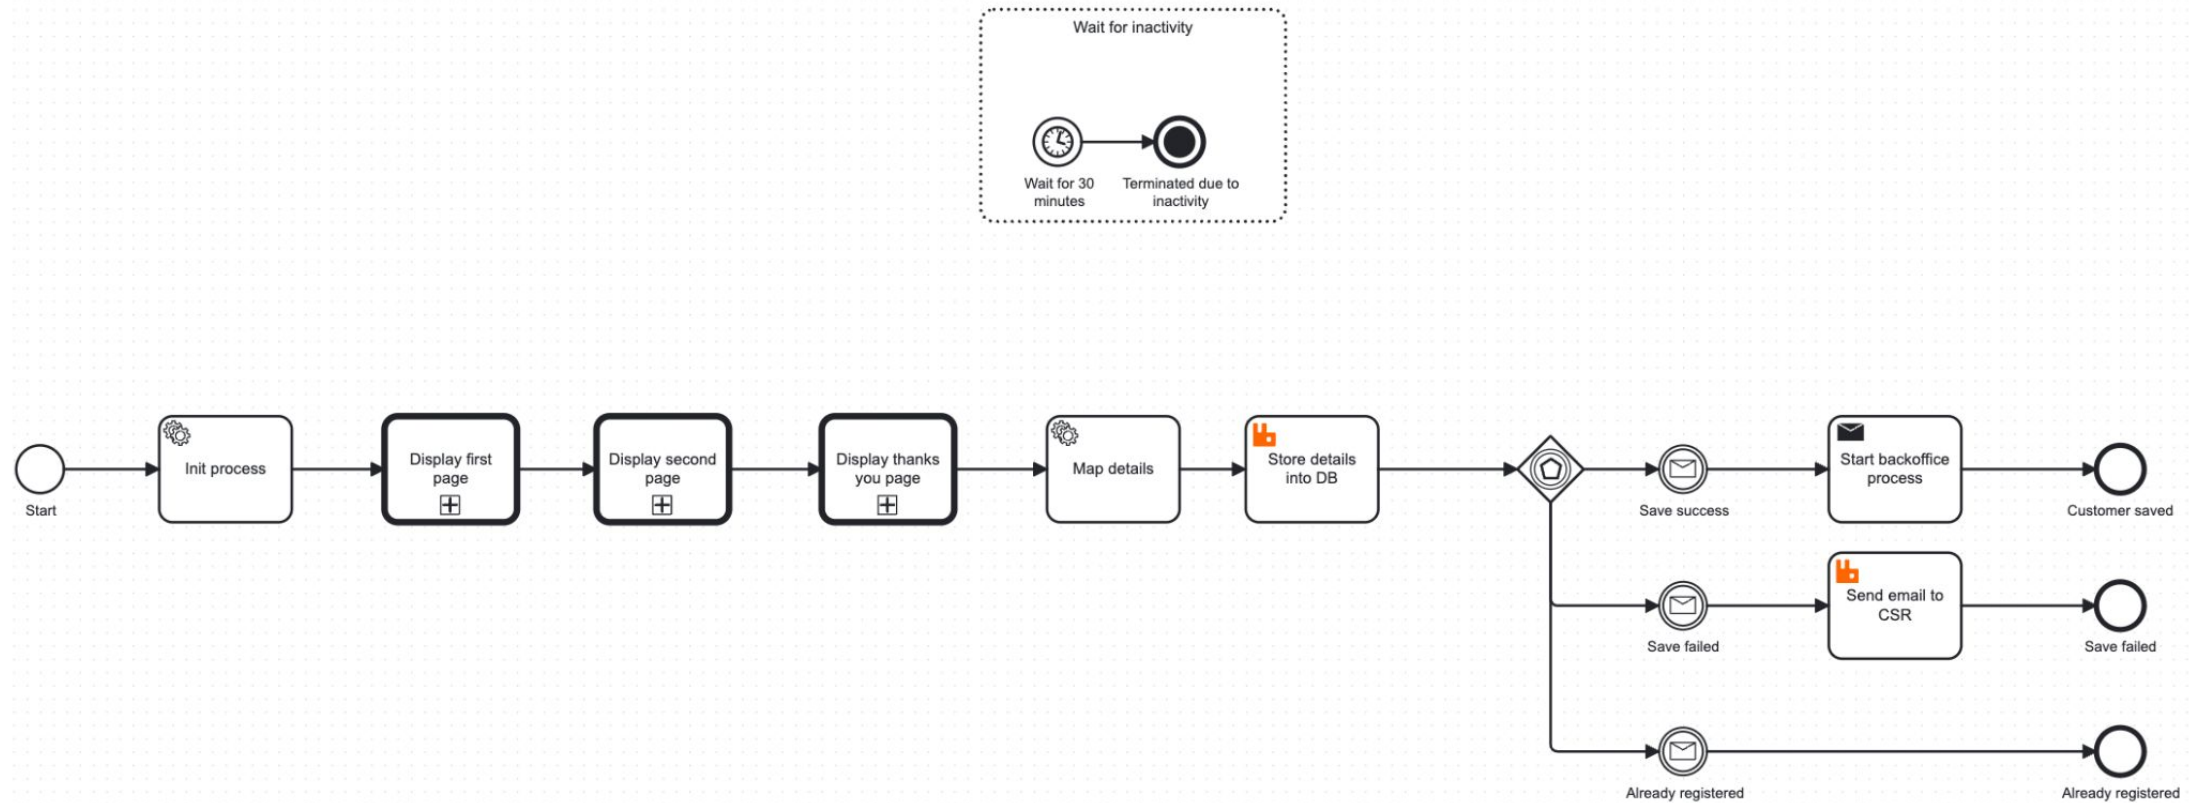 Wait for inactivity
Wait for 30
minutes
Terminated due to
inactivity
Start
Init process
Display first
page
Display second
page
Display thanks
you page
Map details
Store details
into DB
Save success
Start backoffice
process
Customer saved
Save failed
Send email to
CSR
Save failed
Already registered
Already registered